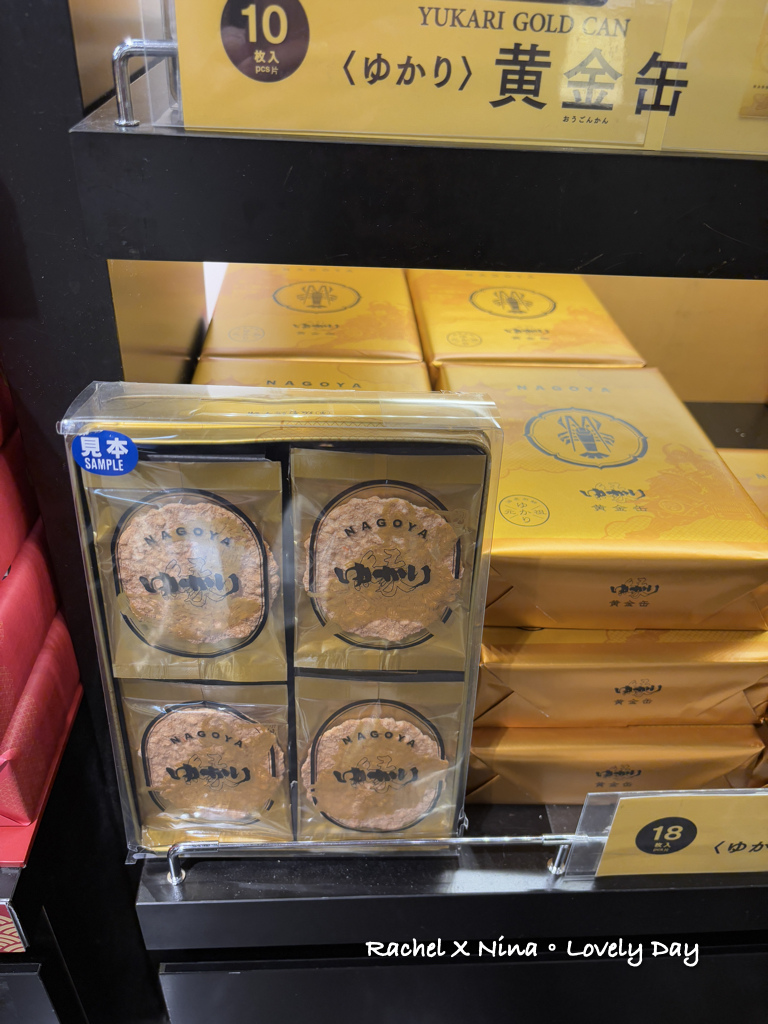 10
枚入
pcs片
YUKARI GOLD CAN
〈ゆかり〉黄金缶
おうごんかん
NAGOYA
見本
SAMPLE
NAGOYA
ゆかり
黄金缶
ゆかり
黄金缶
NAGOYA
ゆかり
NAGOYA
ゆかり
ゆかり
黄金缶
NAGOYA
ゆかり
NAGOYA
ゆかり
ゆかり
黄金缶
18
枚入
〈ゆか
Rachel X Nina。Lovely Day